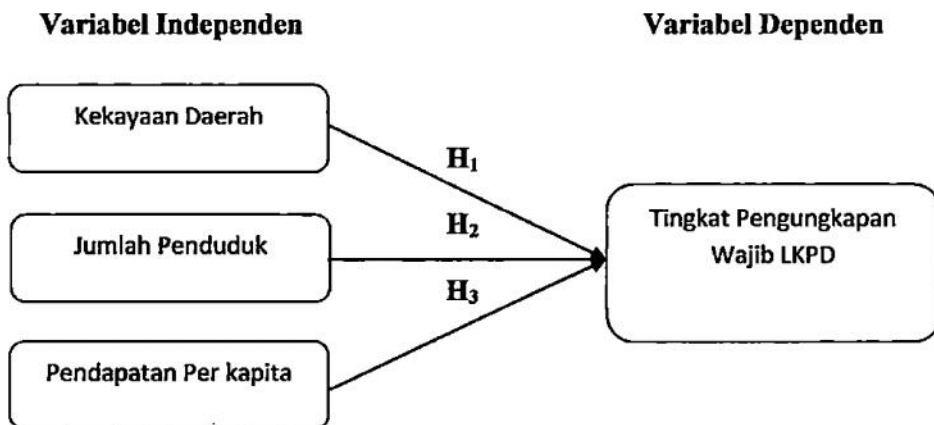 Variabel Independen
Variabel Dependen
Kekayaan Daerah
H₁
Jumlah Penduduk
H₂
Tingkat Pengungkapan
Wajib LKPD
H₃
Pendapatan Per kapita